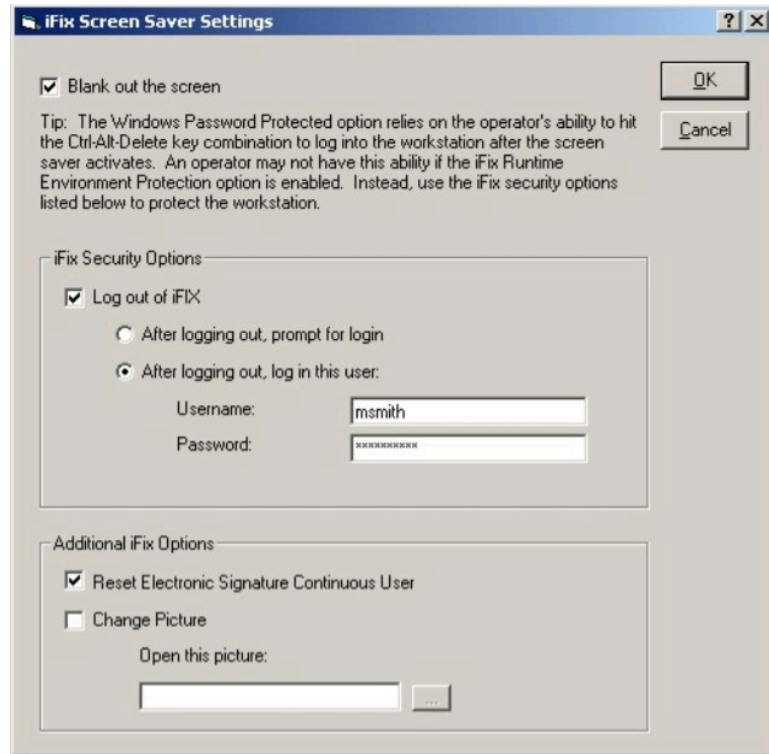 iFix Screen Saver Settings
Blank out the screen
OK
Tip: The Windows Password Protected option relies on the operator's ability to hit
the Ctrl-Alt-Delete key combination to log into the workstation after the screen
saver activates. An operator may not have this ability if the iFix Runtime
Environment Protection option is enabled. Instead, use the iFix security options
listed below to protect the workstation.
Cancel
iFix Security Options
Log out of iFIX
After logging out, prompt for login
After logging out, log in this user:
Username: msmith
Password: **********
Additional iFix Options
Reset Electronic Signature Continuous User
Change Picture
Open this picture:
...